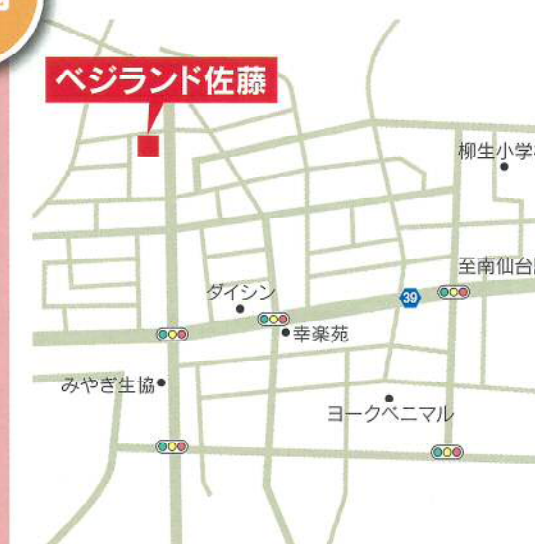 ベジランド佐藤
柳生小学
至南仙台
39
ダイシン
幸楽苑
みやぎ生協
ヨークベニマル